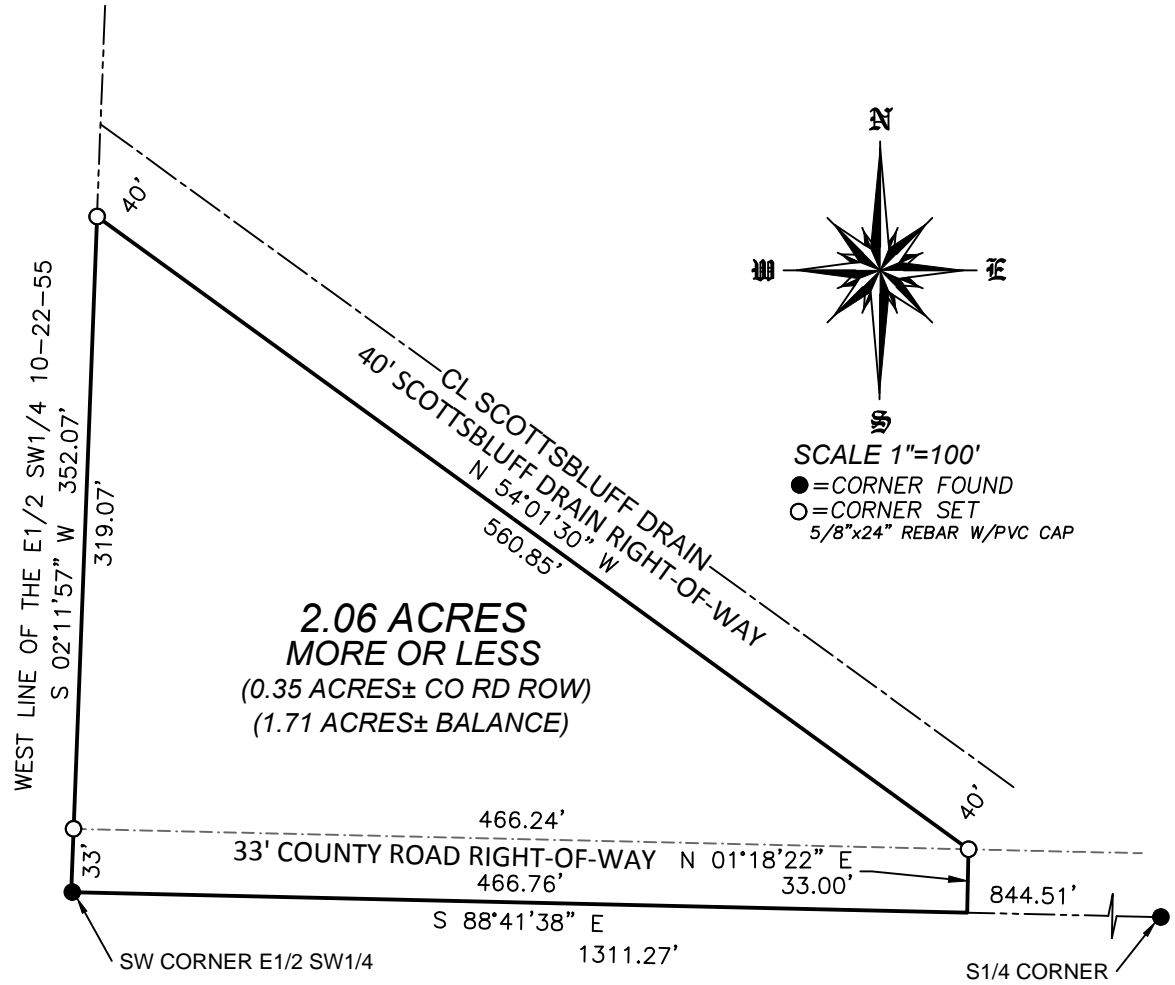 N
W
E
S
SCALE 1"=100'
=CORNER FOUND
=CORNER SET
5/8"x24" REBAR W/PVC CAP
40'
WEST LINE OF THE E1/2 SW1/4 10-22-55
S 02°11'57" W 352.07'
319.07'
CL SCOTTSBLUFF DRAIN
40' SCOTTSBLUFF DRAIN RIGHT-OF-WAY
N 54°01'30" W
560.85'
2.06 ACRES
MORE OR LESS
(0.35 ACRES± CO RD ROW)
(1.71 ACRES± BALANCE)
40'
466.24'
33'
33' COUNTY ROAD RIGHT-OF-WAY
N 01°18'22" E
33.00'
466.76'
844.51'
S 88°41'38" E
1311.27'
SW CORNER E1/2 SW1/4
S1/4 CORNER